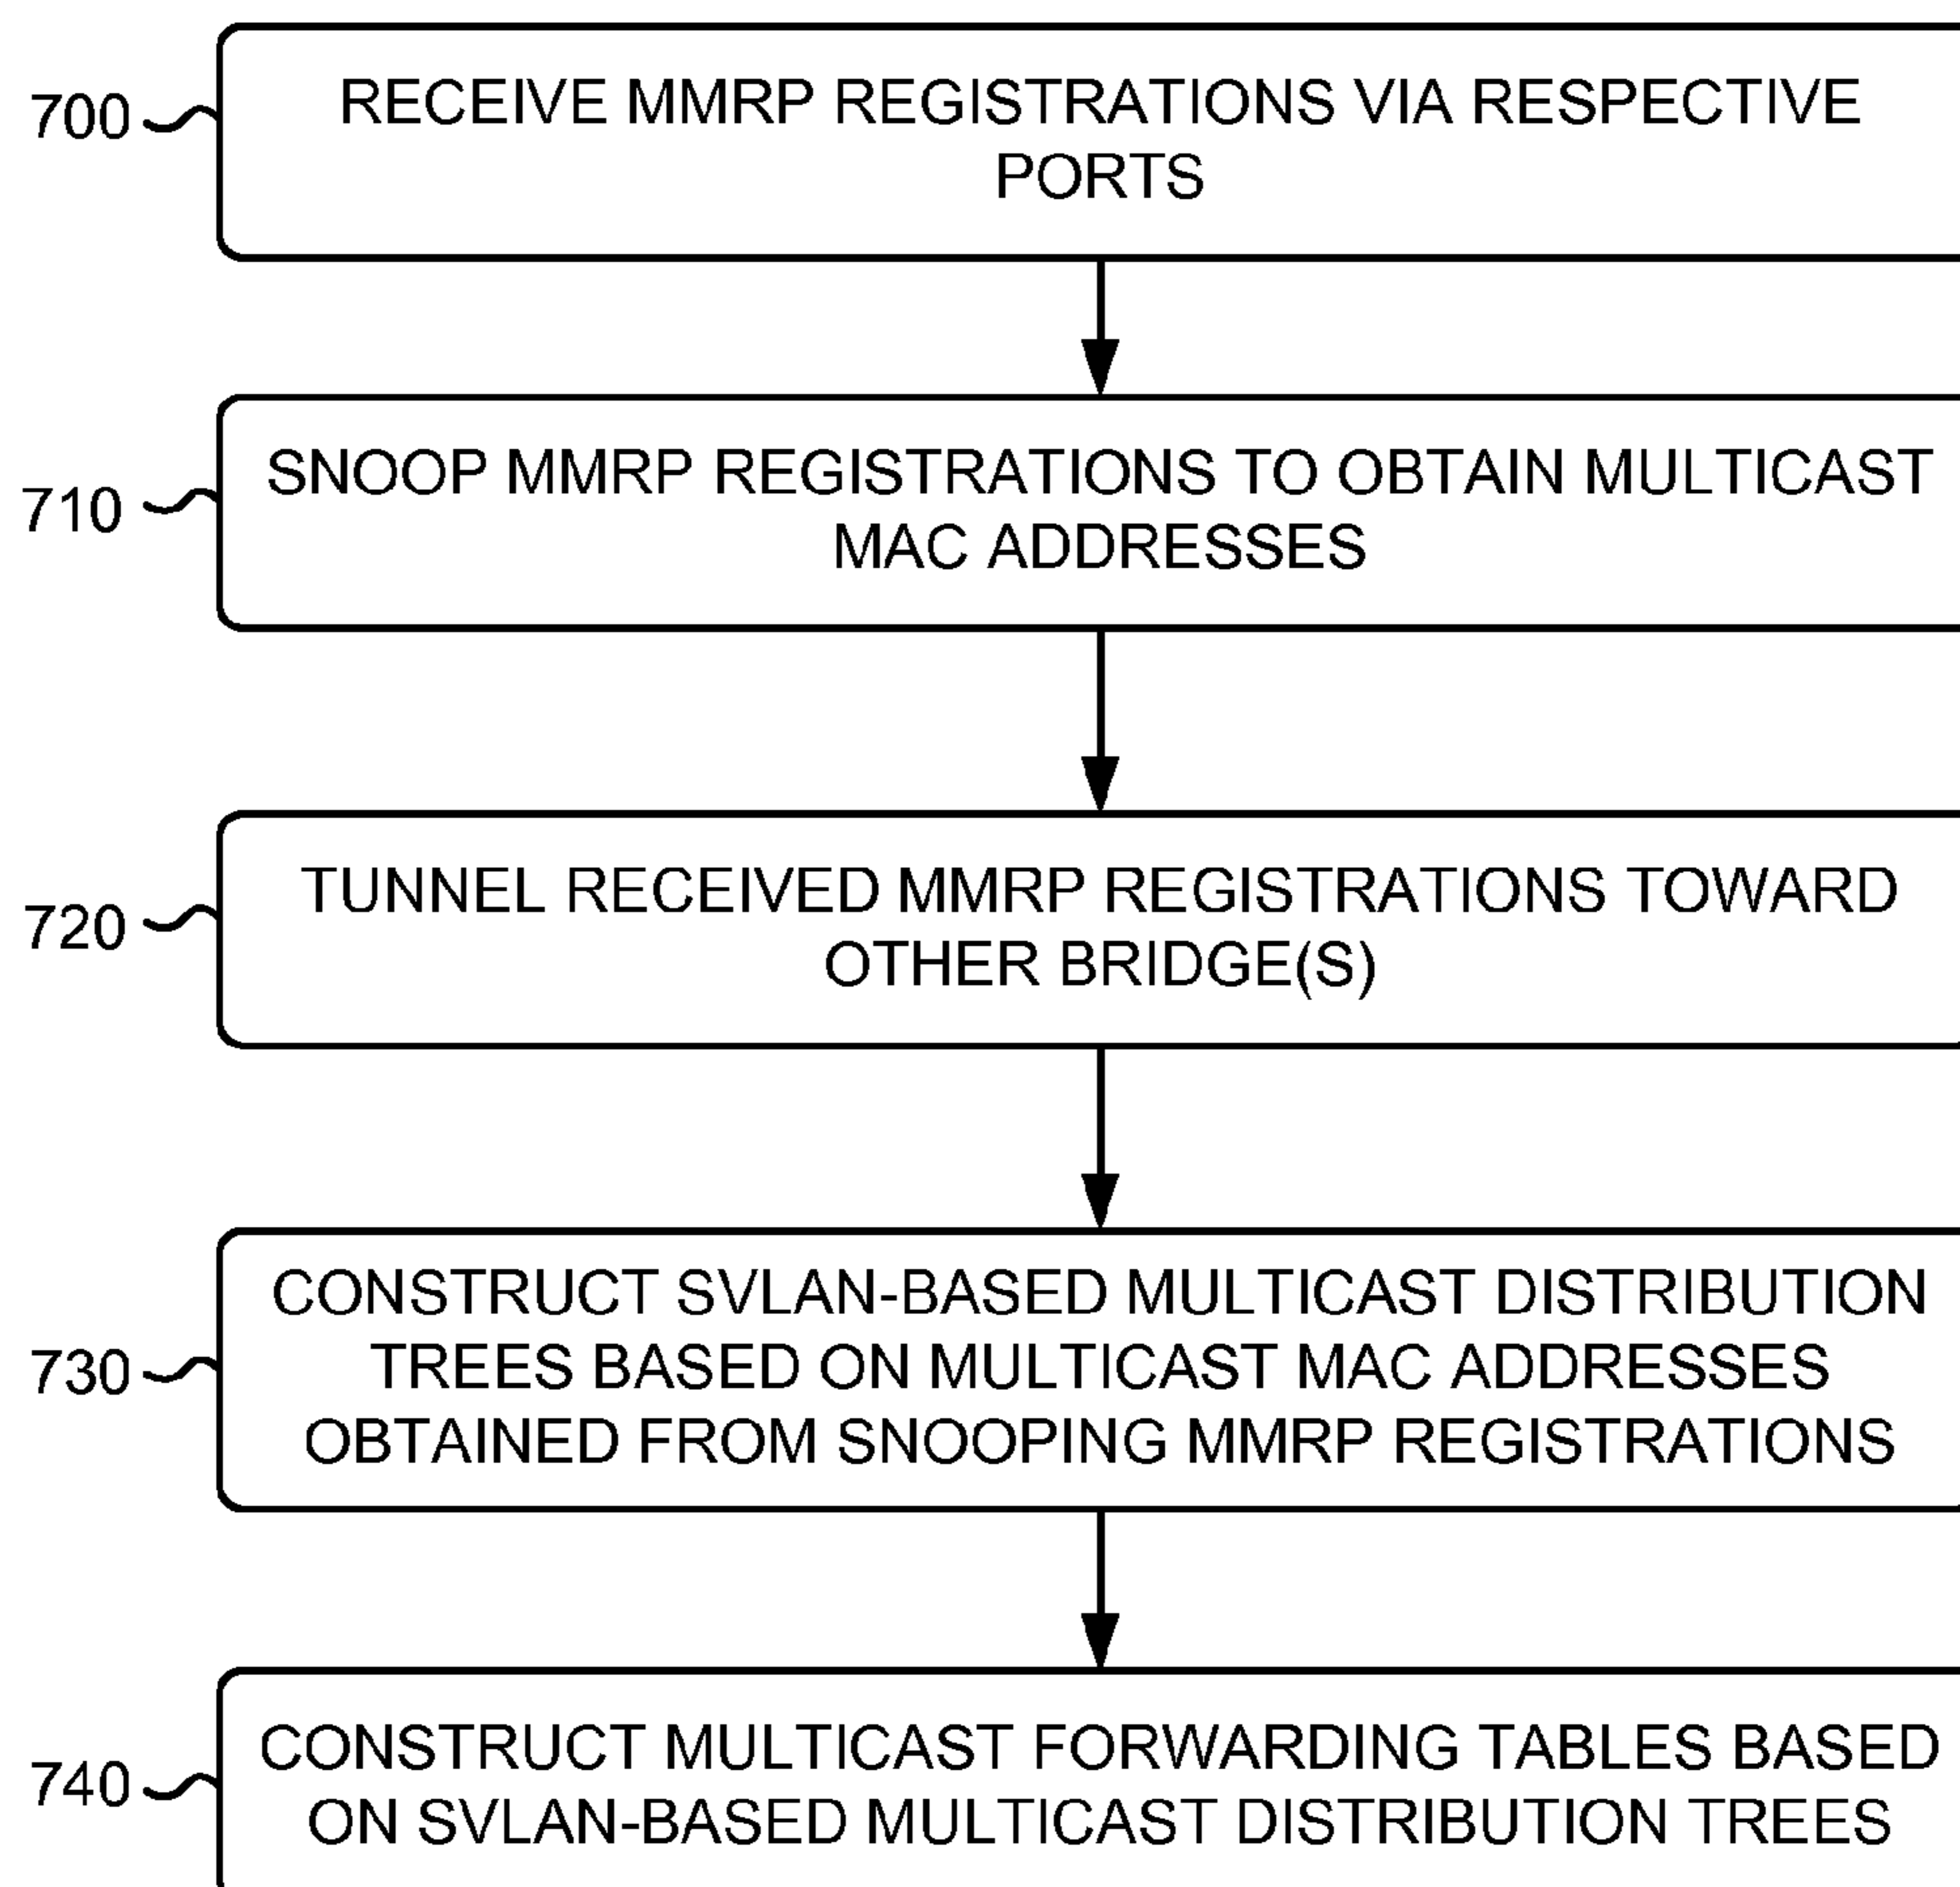 700
RECEIVE MMRP REGISTRATIONS VIA RESPECTIVE
PORTS
710
SNOOP MMRP REGISTRATIONS TO OBTAIN MULTICAST
MAC ADDRESSES
720
TUNNEL RECEIVED MMRP REGISTRATIONS TOWARD
OTHER BRIDGE(S)
730
CONSTRUCT SVLAN-BASED MULTICAST DISTRIBUTION
TREES BASED ON MULTICAST MAC ADDRESSES
OBTAINED FROM SNOOPING MMRP REGISTRATIONS
740
CONSTRUCT MULTICAST FORWARDING TABLES BASED
ON SVLAN-BASED MULTICAST DISTRIBUTION TREES